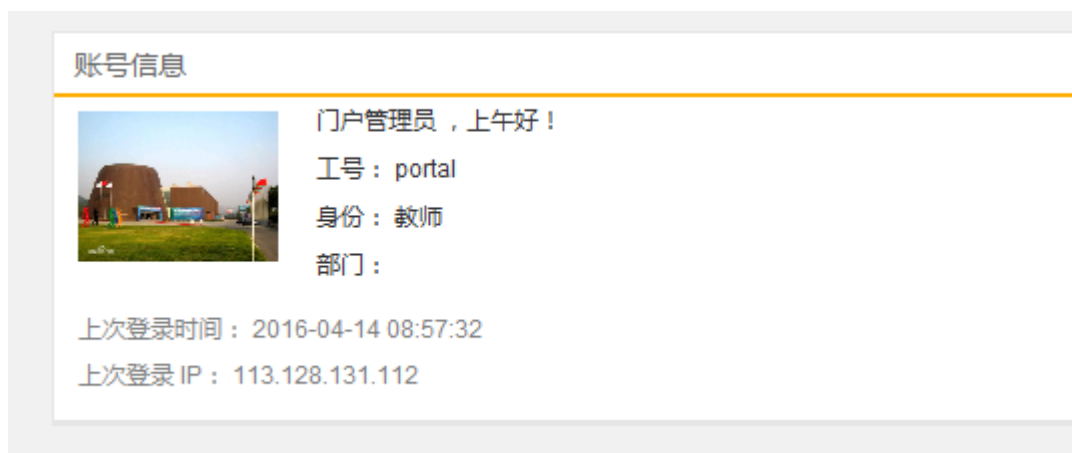 账号信息
门户管理员 ，上午好！
工号： portal
身份： 教师
部门：
上次登录时间： 2016-04-14 08:57:32
上次登录 IP： 113.128.131.112